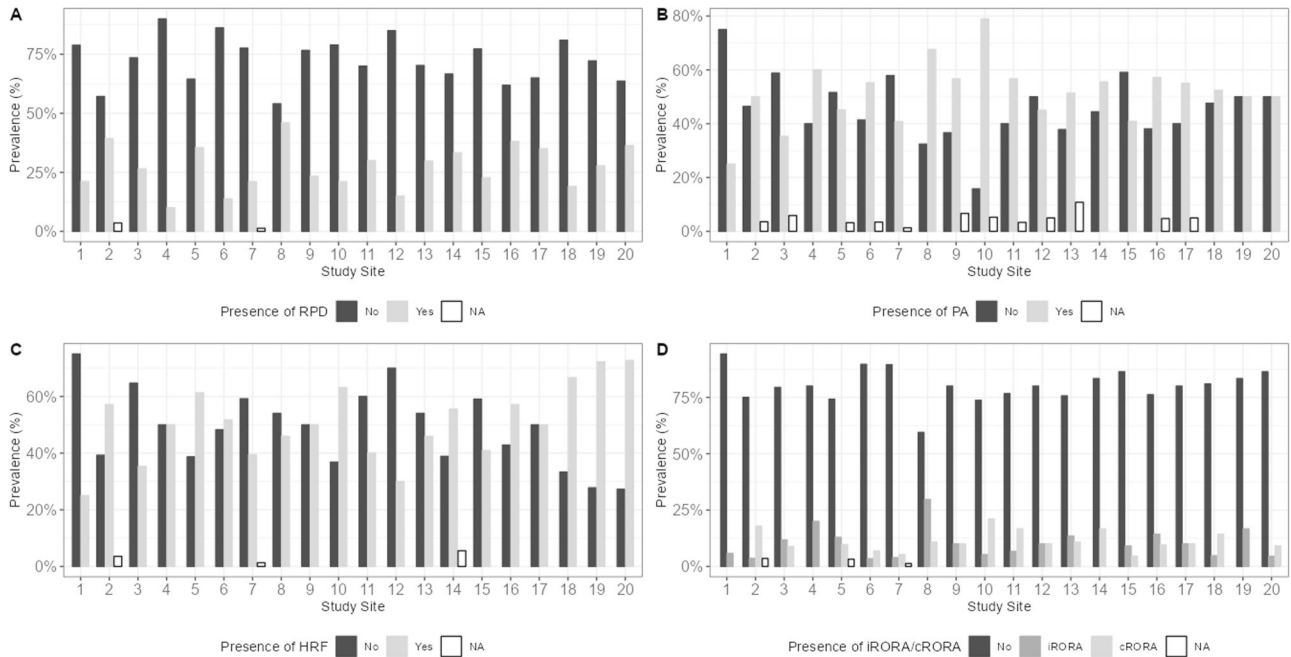 A
Prevalence (%)
75%
50%
25%
0%
1 2 3 4 5 6 7 8 9 10 11 12 13 14 15 16 17 18 19 20
Study Site
Presence of RPD No Yes NA
B
Prevalence (%)
80%
60%
40%
20%
0%
1 2 3 4 5 6 7 8 9 10 11 12 13 14 15 16 17 18 19 20
Study Site
Presence of PA No Yes NA
C
Prevalence (%)
60%
40%
20%
0%
1 2 3 4 5 6 7 8 9 10 11 12 13 14 15 16 17 18 19 20
Study Site
Presence of HRF No Yes NA
D
Prevalence (%)
75%
50%
25%
0%
1 2 3 4 5 6 7 8 9 10 11 12 13 14 15 16 17 18 19 20
Study Site
Presence of iRORA/cRORA No iRORA cRORA NA